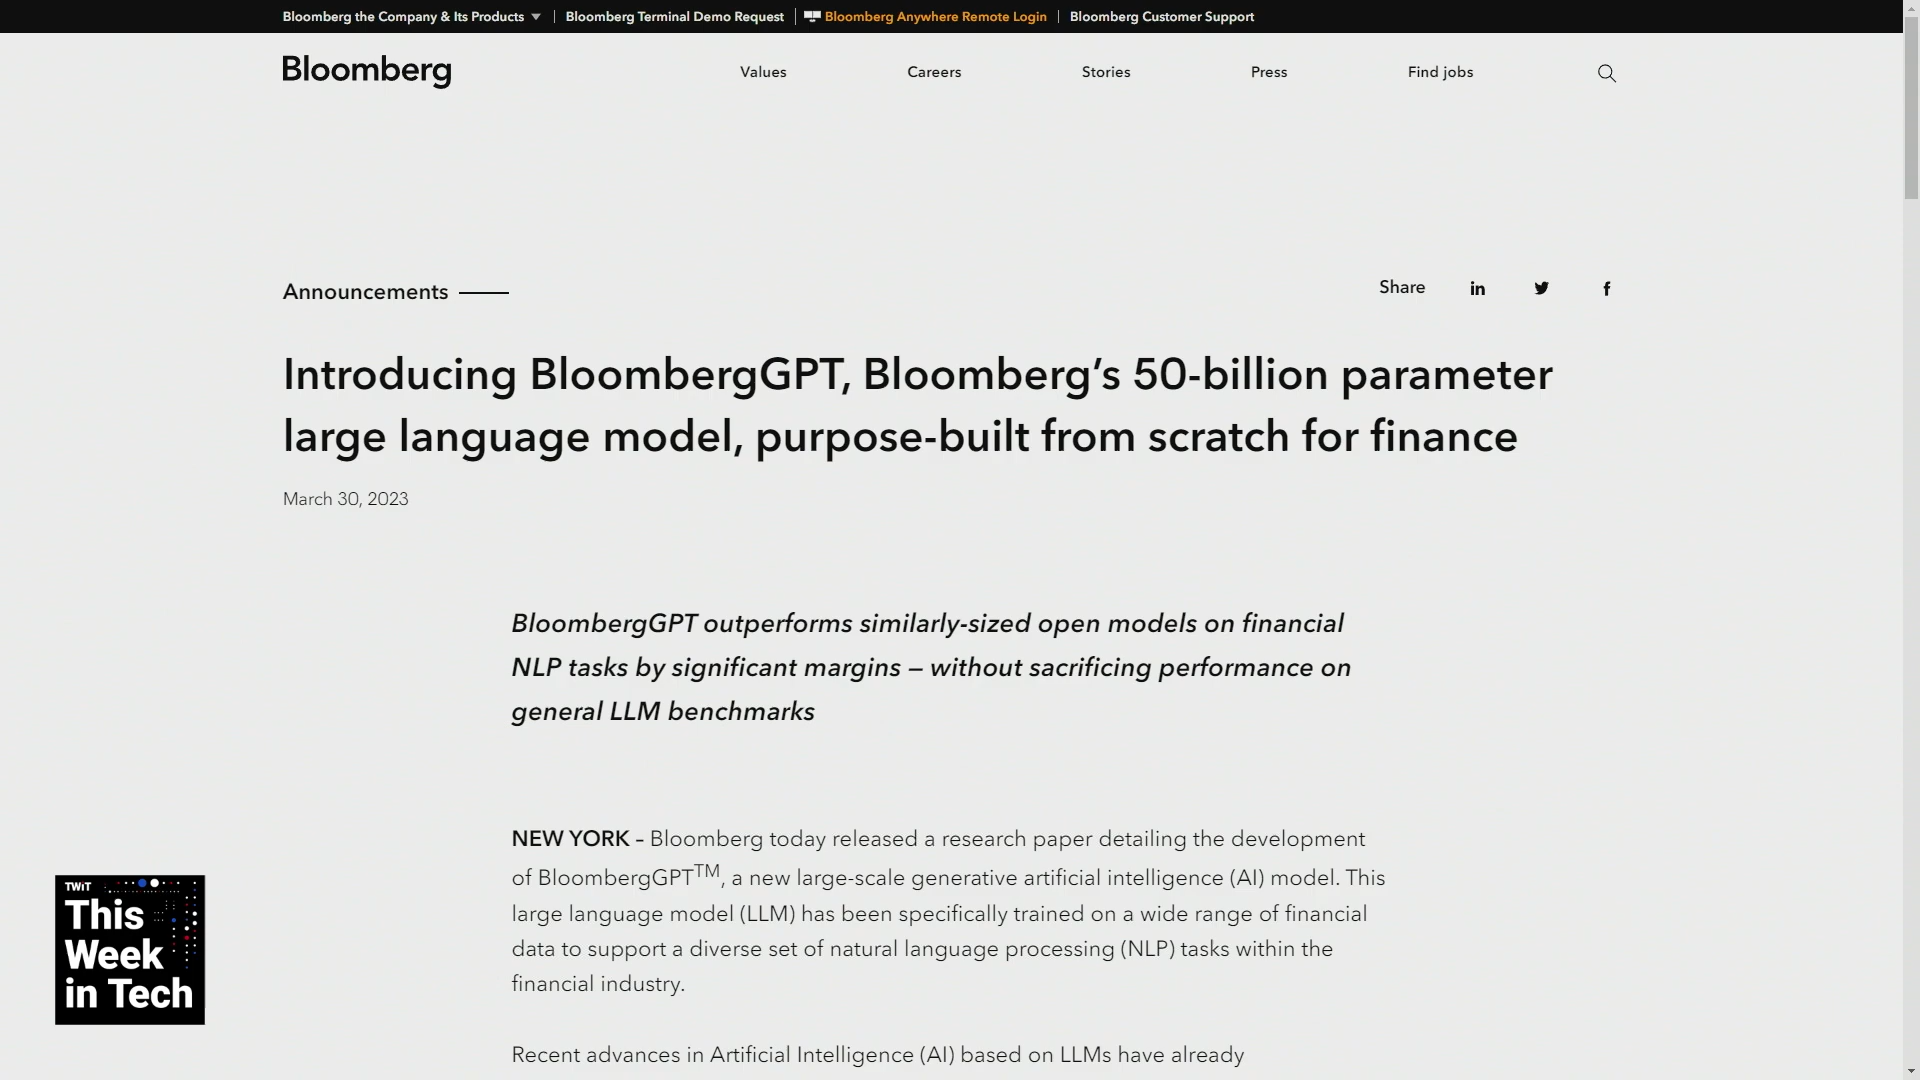 Bloomberg the Company & Its Products
Bloomberg Terminal Demo Request
Bloomberg Anywhere Remote Login
Bloomberg Customer Support
Bloomberg
Values
Careers
Stories
Press
Find jobs
Announcements
Share
Introducing BloombergGPT, Bloomberg’s 50-billion parameter
large language model, purpose-built from scratch for finance
March 30, 2023
BloombergGPT outperforms similarly-sized open models on financial
NLP tasks by significant margins – without sacrificing performance on
general LLM benchmarks
NEW YORK – Bloomberg today released a research paper detailing the development
of BloombergGPTTM, a new large-scale generative artificial intelligence (AI) model. This
large language model (LLM) has been specifically trained on a wide range of financial
data to support a diverse set of natural language processing (NLP) tasks within the
financial industry.
Recent advances in Artificial Intelligence (AI) based on LLMs have already
TWiT
This
Week
in Tech